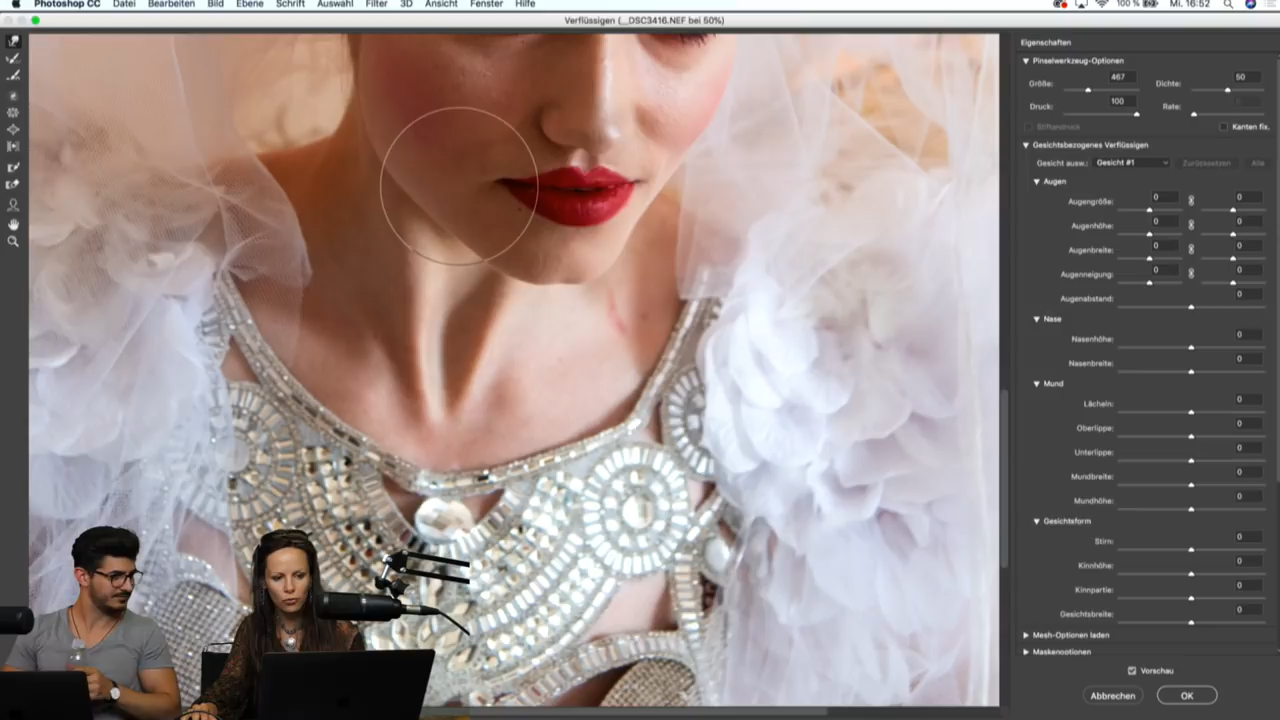 Photoshop CC Datei Bearbeiten Bild Ebene Schrift Auswahl Filter 3D Ansicht Fenster Hilfe 100 % Mi. 16:52
Verflüssigen (__DSC3416.NEF bei 50%)
Eigenschaften
Pinselwerkzeug-Optionen
Größe: 467 Dichte: 50
Druck: 100 Rate:
Stiftandruck Kanten fix.
Gesichtsbezogenes Verflüssigen
Gesicht ausw.: Gesicht #1 Zurücksetzen Alle
Augen
Augengröße: 0 0
Augenhöhe: 0 0
Augenbreite: 0 0
Augenneigung: 0 0
Augenabstand: 0
Nase
Nasenhöhe: 0
Nasenbreite: 0
Mund
Lächeln: 0
Oberlippe: 0
Unterlippe: 0
Mundbreite: 0
Mundhöhe: 0
Gesichtsform
Stirn: 0
Kinnhöhe: 0
Kinnpartie: 0
Gesichtsbreite: 0
Mesh-Optionen laden
Maskenoptionen
Vorschau
Abbrechen OK